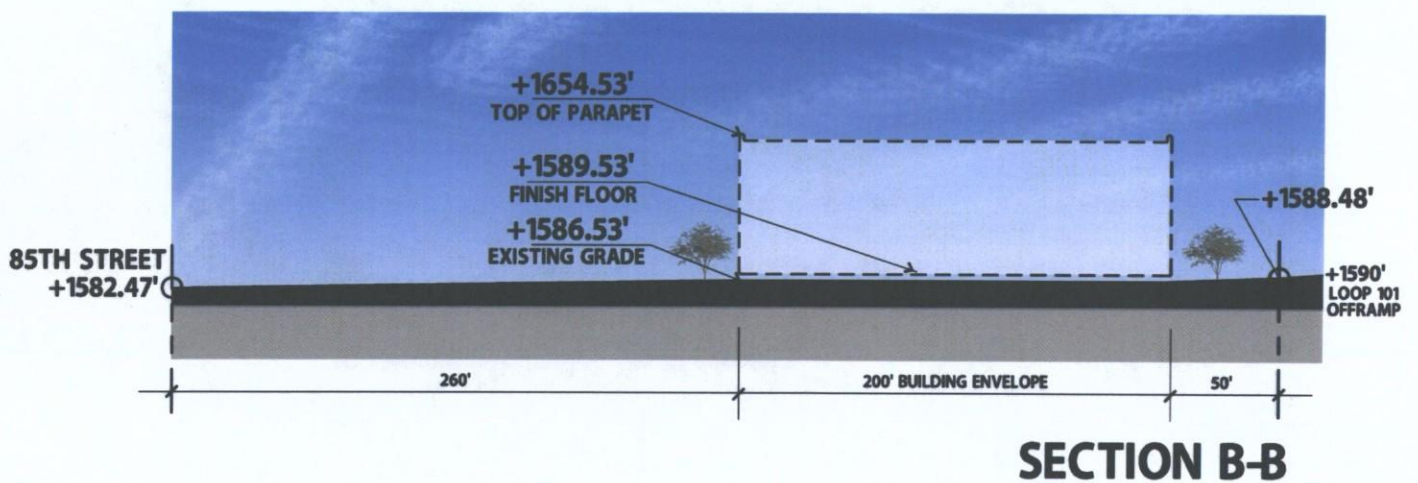 +1654.53'
TOP OF PARAPET
+1589.53'
FINISH FLOOR
+1586.53'
EXISTING GRADE
85TH STREET
+1582.47'
+1588.48'
+1590'
LOOP 101
OFFRAMP
260'
200' BUILDING ENVELOPE
50'
SECTION B-B